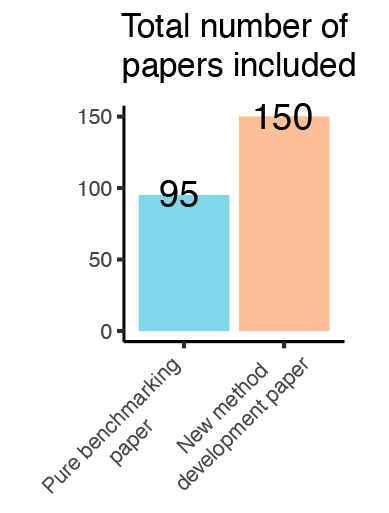 Total number of
papers included
150
100
50
0
95
150
Pure benchmarking
paper
New method
development paper